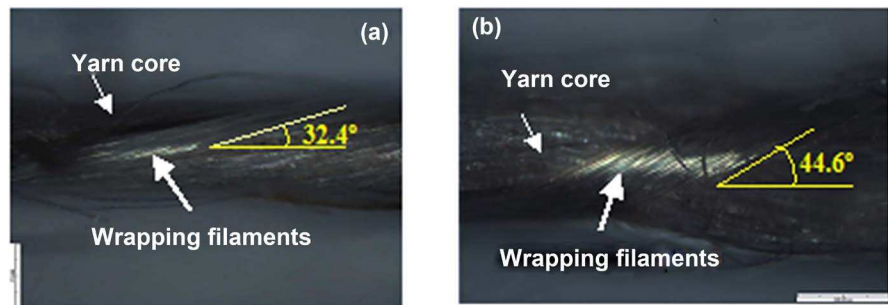 (a)
Yarn core
32.4°
Wrapping filaments
(b)
Yarn core
44.6°
Wrapping filaments